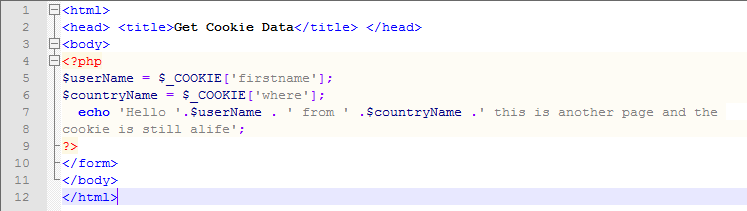 1 <html>
2 <head> <title>Get Cookie Data</title> </head>
3 <body>
4 <?php
5 $userName = $_COOKIE['firstname'];
6 $countryName = $_COOKIE['where'];
7   echo 'Hello '.$userName . ' from ' .$countryName .' this is another page and the
8 cookie is still alife';
9 ?>
10 </form>
11 </body>
12 </html>